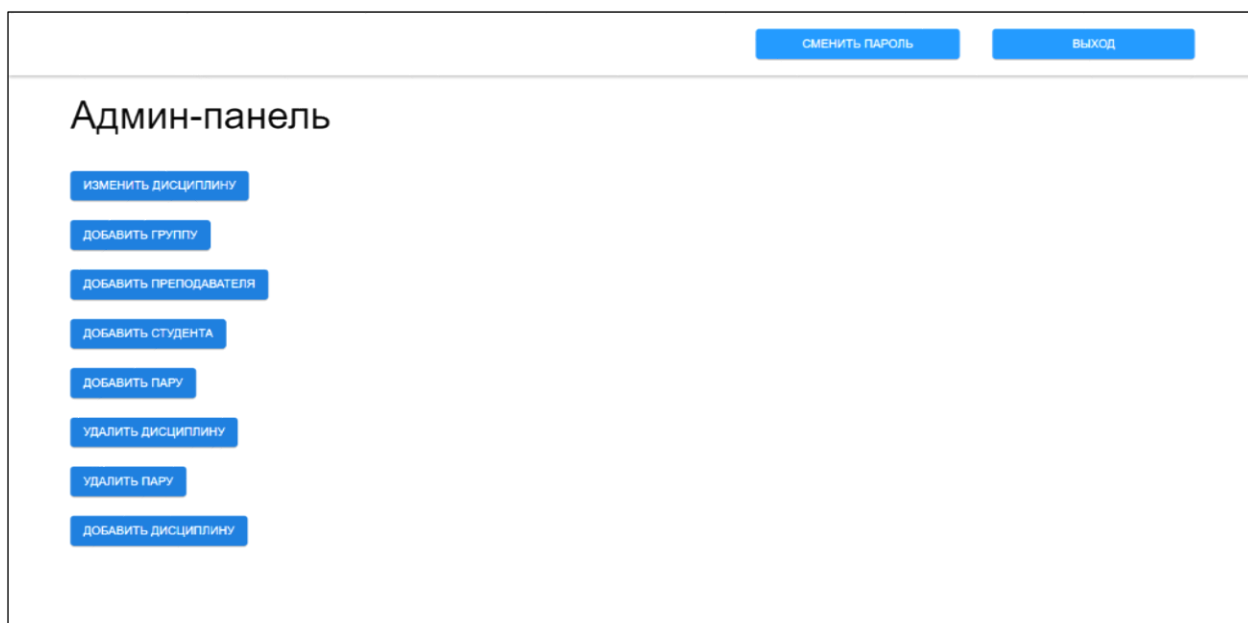 СМЕНИТЬ ПАРОЛЬ ВЫХОД
Админ-панель
ИЗМЕНИТЬ ДИСЦИПЛИНУ
ДОБАВИТЬ ГРУППУ
ДОБАВИТЬ ПРЕПОДАВАТЕЛЯ
ДОБАВИТЬ СТУДЕНТА
ДОБАВИТЬ ПАРУ
УДАЛИТЬ ДИСЦИПЛИНУ
УДАЛИТЬ ПАРУ
ДОБАВИТЬ ДИСЦИПЛИНУ